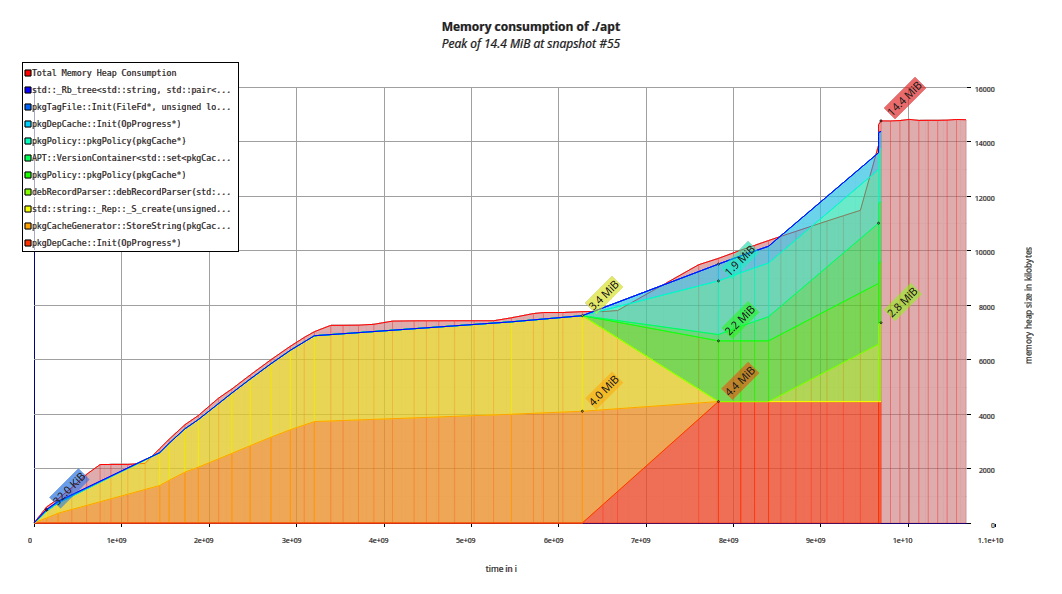 Memory consumption of ./apt
Peak of 14.4 MiB at snapshot #55
Total Memory Heap Consumption
std::_Rb_tree<std::string, std::pair<...
pkgTagFile::Init(FileFd*, unsigned lo...
pkgDepCache::Init(OpProgress*)
pkgPolicy::pkgPolicy(pkgCache*)
APT::VersionContainer<std::set<pkgCac...
pkgPolicy::pkgPolicy(pkgCache*)
debRecordParser::debRecordParser(std:...
std::string::_Rep::_S_create(unsigned...
pkgCacheGenerator::StoreString(pkgCac...
pkgDepCache::Init(OpProgress*)
14.4 MiB
1.9 MiB
3.4 MiB
2.8 MiB
2.2 MiB
4.4 MiB
4.0 MiB
32.0 KiB
16000
14000
12000
10000
8000
6000
4000
2000
0
memory heap size in kilobytes
0 1e+09 2e+09 3e+09 4e+09 5e+09 6e+09 7e+09 8e+09 9e+09 1e+10 1.1e+10
time in i